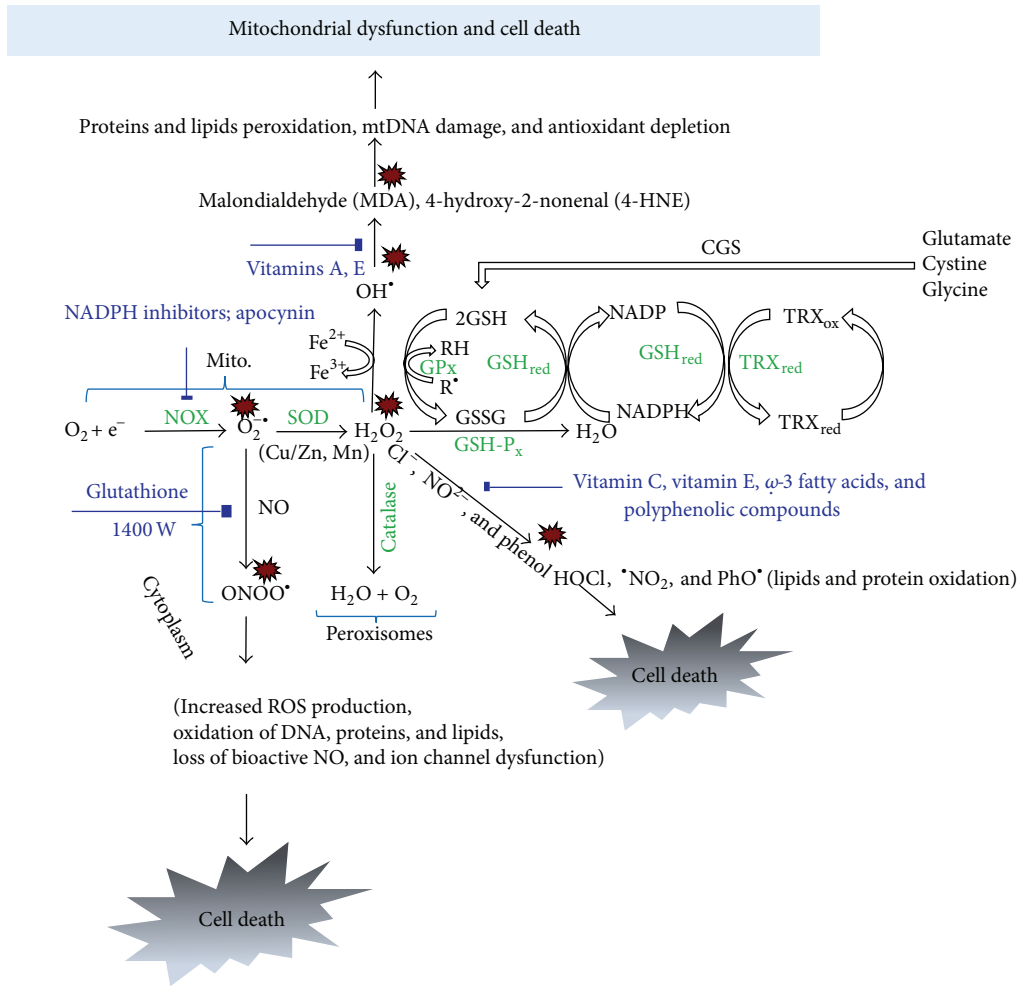 Mitochondrial dysfunction and cell death
Proteins and lipids peroxidation, mtDNA damage, and antioxidant depletion
Malondialdehyde (MDA), 4-hydroxy-2-nonenal (4-HNE)
Vitamins A, E
OH•
CGS
Glutamate
Cystine
Glycine
NADPH inhibitors; apocynin
Fe²⁺
Fe³⁺
2GSH
RH
GPx
R•
GSSG
GSH_red
NADP
NADPH
GSH_red
TRX_red
TRX_ox
TRX_red
Mito.
O₂ + e⁻
NOX
O₂⁻•
SOD
(Cu/Zn, Mn)
H₂O₂
GSH-Pₓ
H₂O
Glutathione
1400 W
NO
Catalase
Cl⁻, NO²⁻, and phenol
Vitamin C, vitamin E, ω-3 fatty acids, and
polyphenolic compounds
Cytoplasm
ONOO•
H₂O + O₂
Peroxisomes
HOCl, •NO₂, and PhO• (lipids and protein oxidation)
Cell death
(Increased ROS production,
oxidation of DNA, proteins, and lipids,
loss of bioactive NO, and ion channel dysfunction)
Cell death